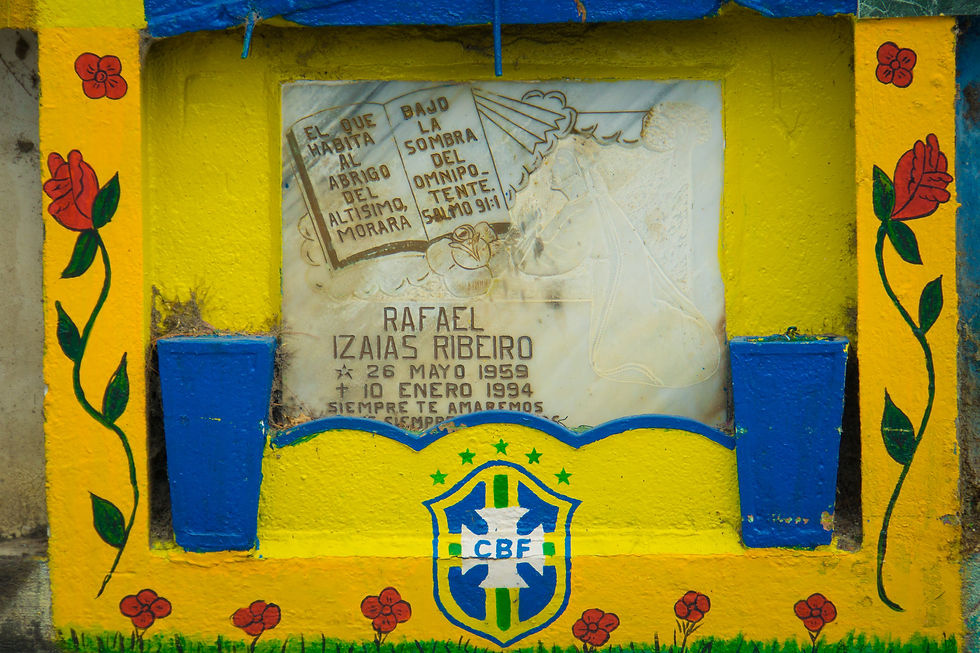 EL QUE
HABITA
AL
ABRIGO
DEL
ALTISIMO,
MORARA
BAJO
LA
SOMBRA
DEL
OMNIPO-
TENTE.
SALMO 91:1
RAFAEL
IZAIAS RIBEIRO
☆ 26 MAYO 1959
✝ 10 ENERO 1994
SIEMPRE TE AMAREMOS
SIEMPRE
CBF